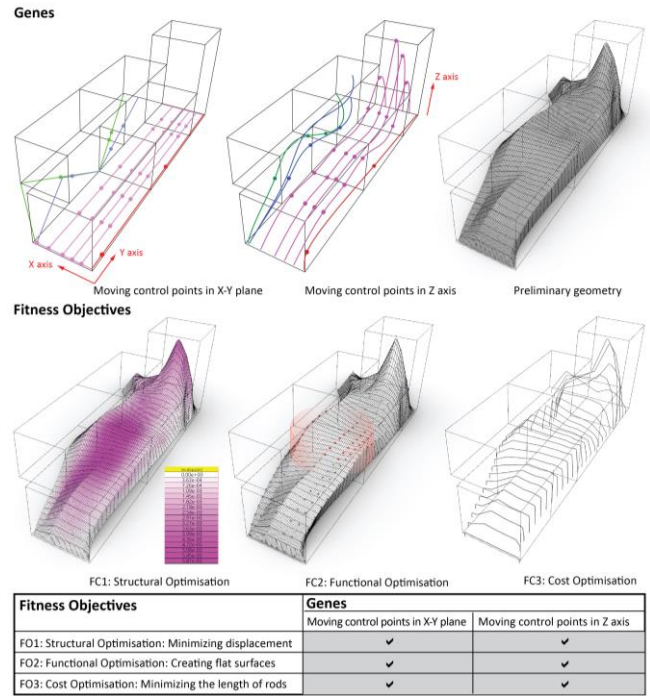 Genes
Z axis
X axis
Y axis
Moving control points in X-Y plane
Moving control points in Z axis
Preliminary geometry
Fitness Objectives
FC1: Structural Optimisation
FC2: Functional Optimisation
FC3: Cost Optimisation
Fitness Objectives
Genes
Moving control points in X-Y plane
Moving control points in Z axis
FO1: Structural Optimisation: Minimizing displacement
FO2: Functional Optimisation: Creating flat surfaces
FO3: Cost Optimisation: Minimizing the length of rods